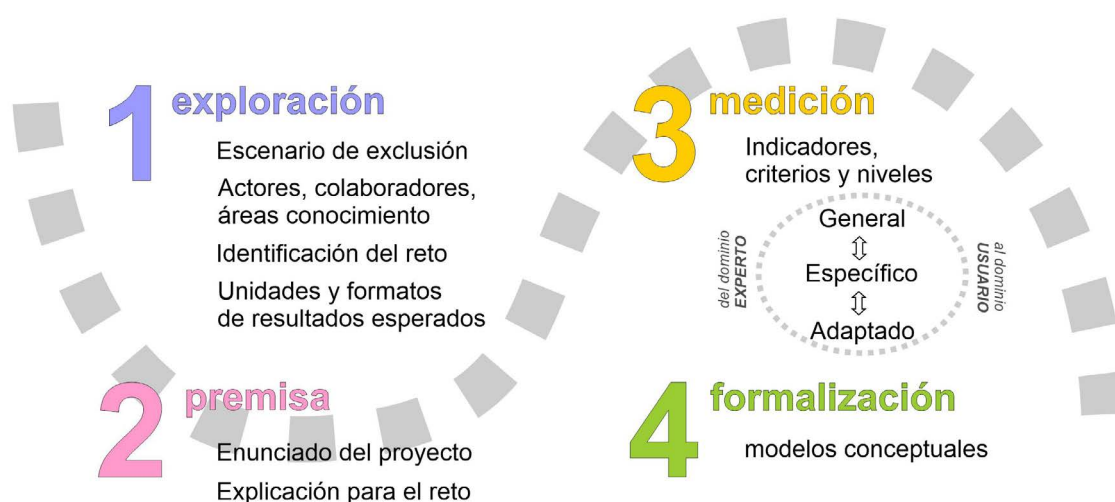 1 exploración
Escenario de exclusión
Actores, colaboradores,
áreas conocimiento
Identificación del reto
Unidades y formatos
de resultados esperados
2 premisa
Enunciado del proyecto
Explicación para el reto
3 medición
Indicadores,
criterios y niveles
del dominio
EXPERTO
General
⇕
Específico
⇕
Adaptado
al dominio
USUARIO
4 formalización
modelos conceptuales